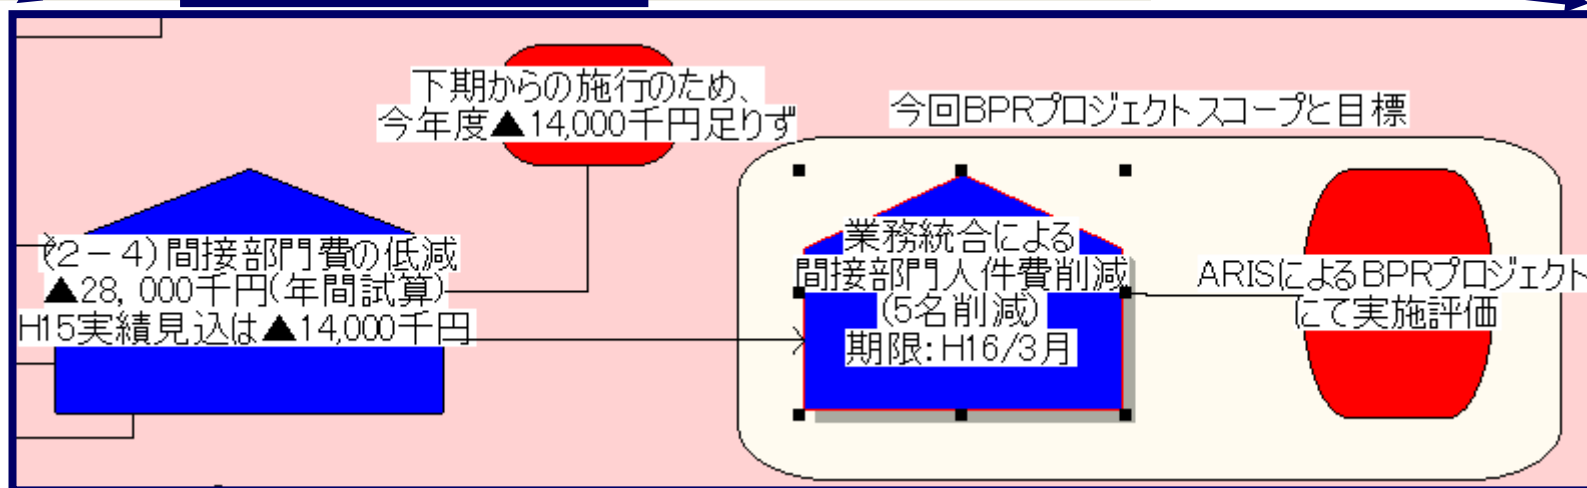 下期からの施行のため、
今年度▲14,000千円足りず
今回BPRプロジェクトスコープと目標
(2－4)間接部門費の低減
▲28,000千円(年間試算)
H15実績見込は▲14,000千円
業務統合による
間接部門人件費削減
(5名削減)
期限:H16/3月
ARISによるBPRプロジェクト
にて実施評価